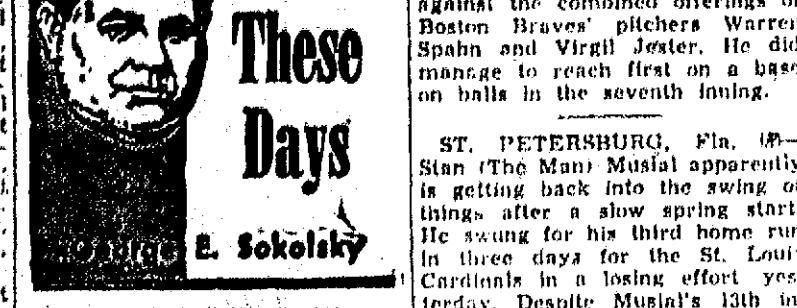 These
Days
George E. Sokolsky
against the combined offerings of
Boston Braves' pitchers Warren
Spahn and Virgil Jester. He did
manage to reach first on a base
on balls in the seventh inning.
ST. PETERSBURG, Fla. (AP)—
Stan (The Man) Musial apparently
is getting back into the swing of
things after a slow spring start.
He swung for his third home run
in three days for the St. Louis
Cardinals in a losing effort yes-
terday. Despite Musial's 13th in